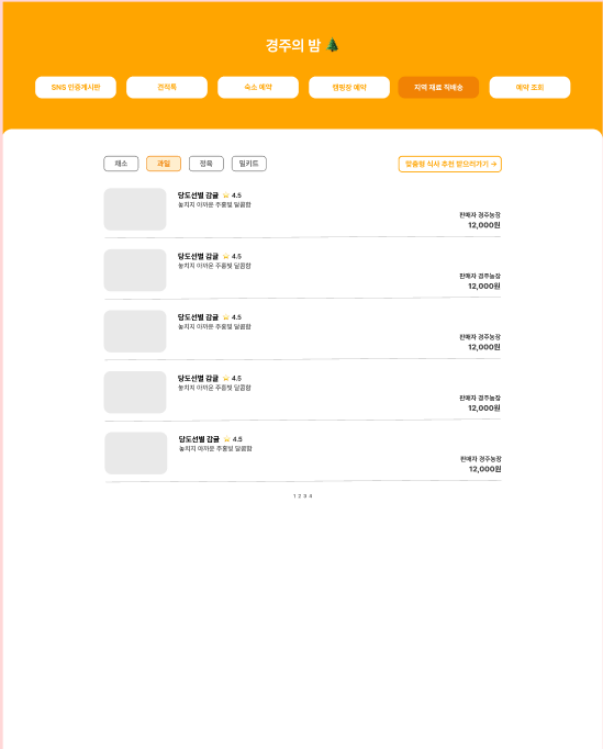 경주의 밤
SNS 인증게시판 견적톡 숙소 예약 캠핑장 예약 지역 재료 직배송 예약 조회
채소 과일 정육 밀키트 맞춤형 식사 추천 받으러가기 →
당도선별 감귤 4.5
놓치지 아까운 주홍빛 달콤함
판매자 경주농장
12,000원
당도선별 감귤 4.5
놓치지 아까운 주홍빛 달콤함
판매자 경주농장
12,000원
당도선별 감귤 4.5
놓치지 아까운 주홍빛 달콤함
판매자 경주농장
12,000원
당도선별 감귤 4.5
놓치지 아까운 주홍빛 달콤함
판매자 경주농장
12,000원
당도선별 감귤 4.5
놓치지 아까운 주홍빛 달콤함
판매자 경주농장
12,000원
1 2 3 4